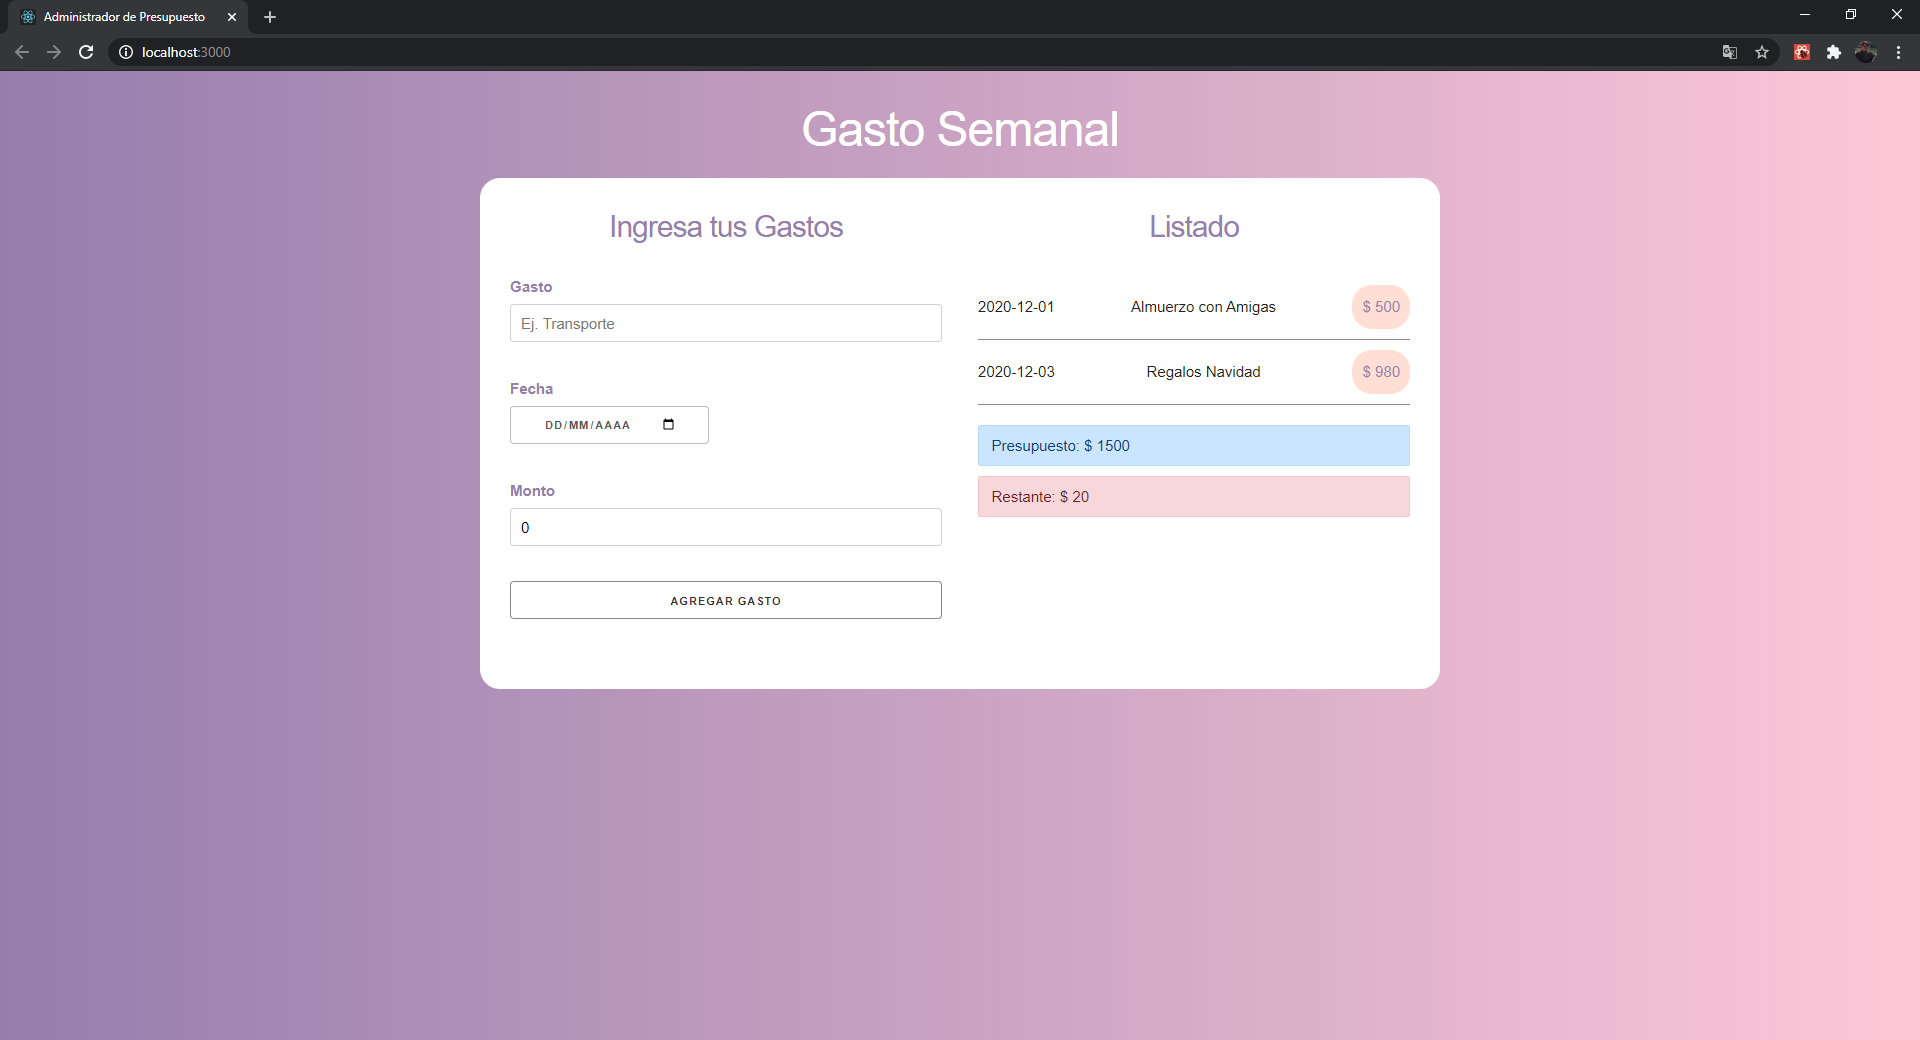 Administrador de Presupuesto
localhost:3000
Gasto Semanal
Ingresa tus Gastos
Gasto
Ej. Transporte
Fecha
DD/MM/AAAA
Monto
0
AGREGAR GASTO
Listado
2020-12-01 Almuerzo con Amigas $ 500
2020-12-03 Regalos Navidad $ 980
Presupuesto: $ 1500
Restante: $ 20